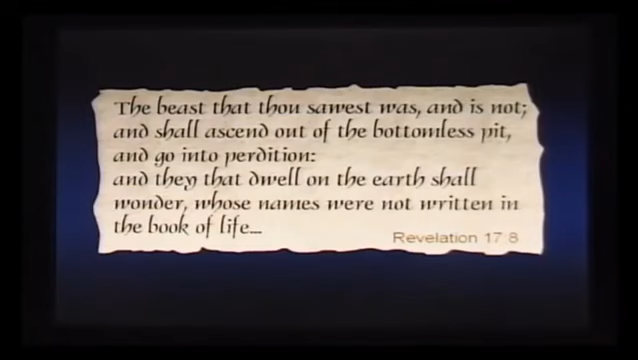 The beast that thou sawest was, and is not;
and shall ascend out of the bottomless pit,
and go into perdition:
and they that dwell on the earth shall
wonder, whose names were not written in
the book of life...
Revelation 17 8